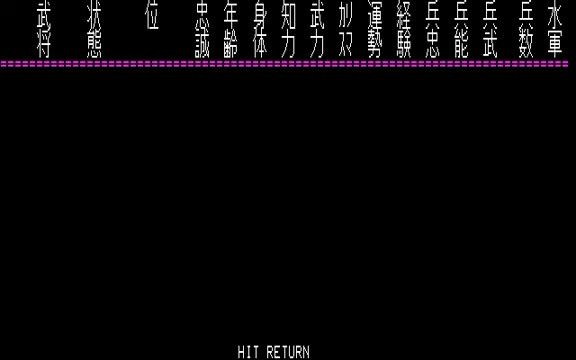 武将 状態 位 忠誠 年齢 身体 知力 武力 ｶﾘｽﾏ 運勢 経験 兵忠 兵能 兵武 兵数 水軍
HIT RETURN